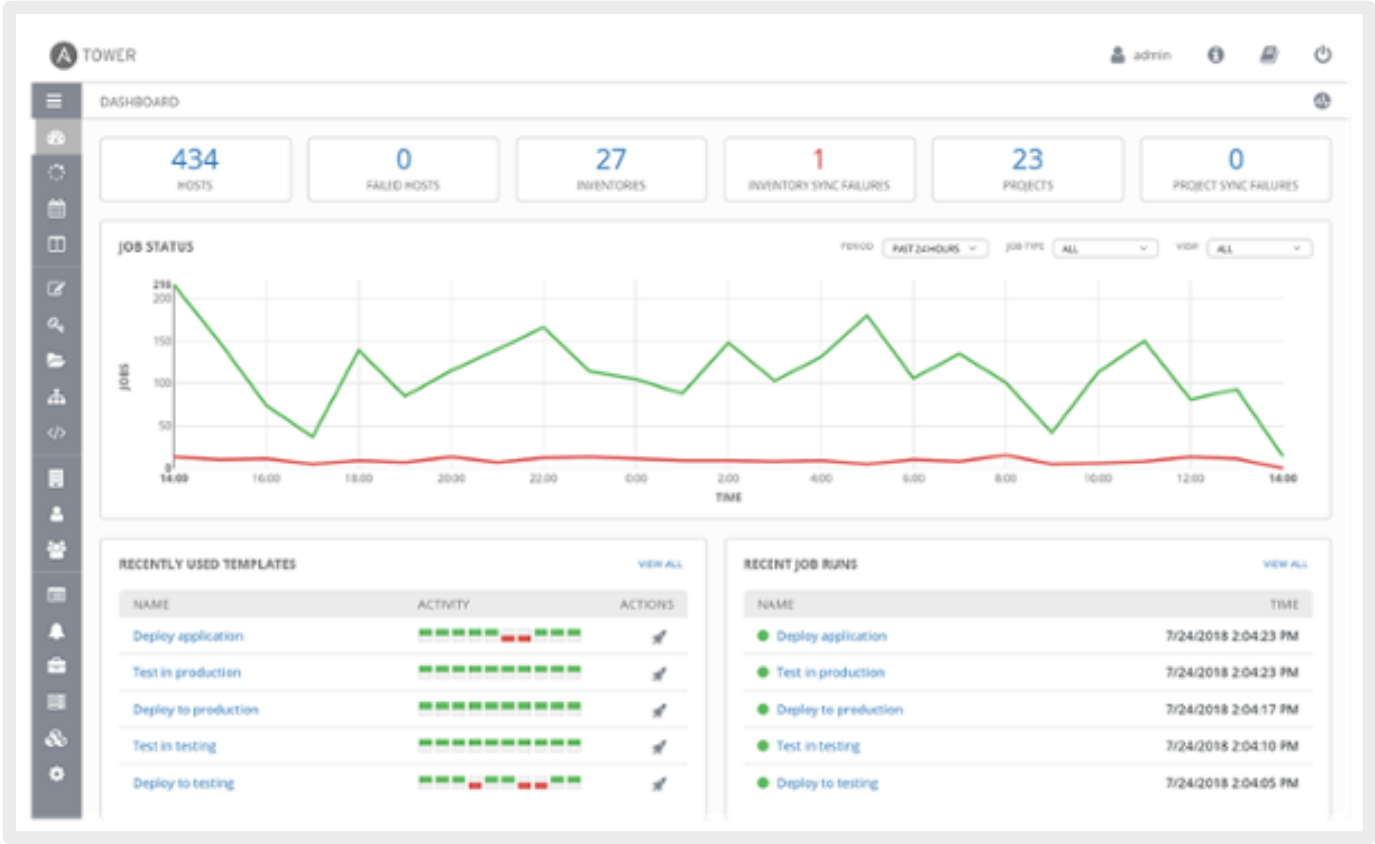 A TOWER admin
DASHBOARD
434 0 27 1 23 0
HOSTS FAILED HOSTS INVENTORIES INVENTORY SYNC FAILURES PROJECTS PROJECT SYNC FAILURES
JOB STATUS PERIOD PAST 24 HOURS JOB TYPE ALL VIEW ALL
216
200
150
JOBS
100
50
0
14:00 16:00 18:00 20:00 22:00 0:00 2:00 4:00 6:00 8:00 10:00 12:00 14:00
TIME
RECENTLY USED TEMPLATES VIEW ALL
NAME ACTIVITY ACTIONS
Deploy application
Test in production
Deploy to production
Test in testing
Deploy to testing
RECENT JOB RUNS VIEW ALL
NAME TIME
Deploy application 7/24/2018 2:04:23 PM
Test in production 7/24/2018 2:04:23 PM
Deploy to production 7/24/2018 2:04:17 PM
Test in testing 7/24/2018 2:04:10 PM
Deploy to testing 7/24/2018 2:04:05 PM